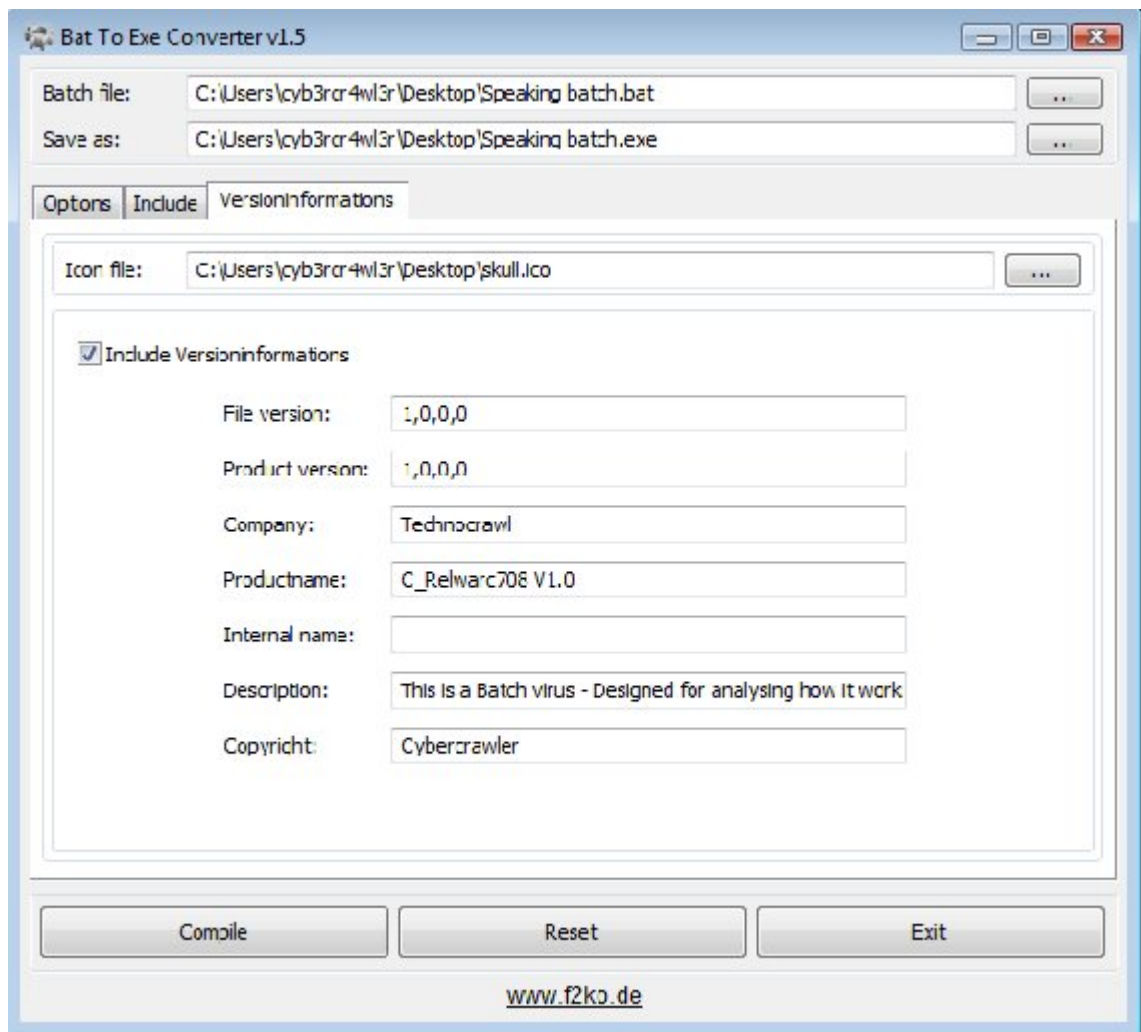 Bat To Exe Converter v1.5
Batch file: C:\Users\cyb3rcr4wl3r\Desktop\Speaking batch.bat ...
Save as: C:\Users\cyb3rcr4wl3r\Desktop\Speaking batch.exe ...
Options Include Versioninformations
Icon file: C:\Users\cyb3rcr4wl3r\Desktop\skull.ico ...
Include Versioninformations
File version: 1,0,0,0
Product version: 1,0,0,0
Company: Technocrawl
Productname: C_Relwarc708 V1.0
Internal name:
Description: This is a Batch virus - Designed for analysing how it work
Copyright: Cybercrawler
Compile Reset Exit
www.f2ko.de